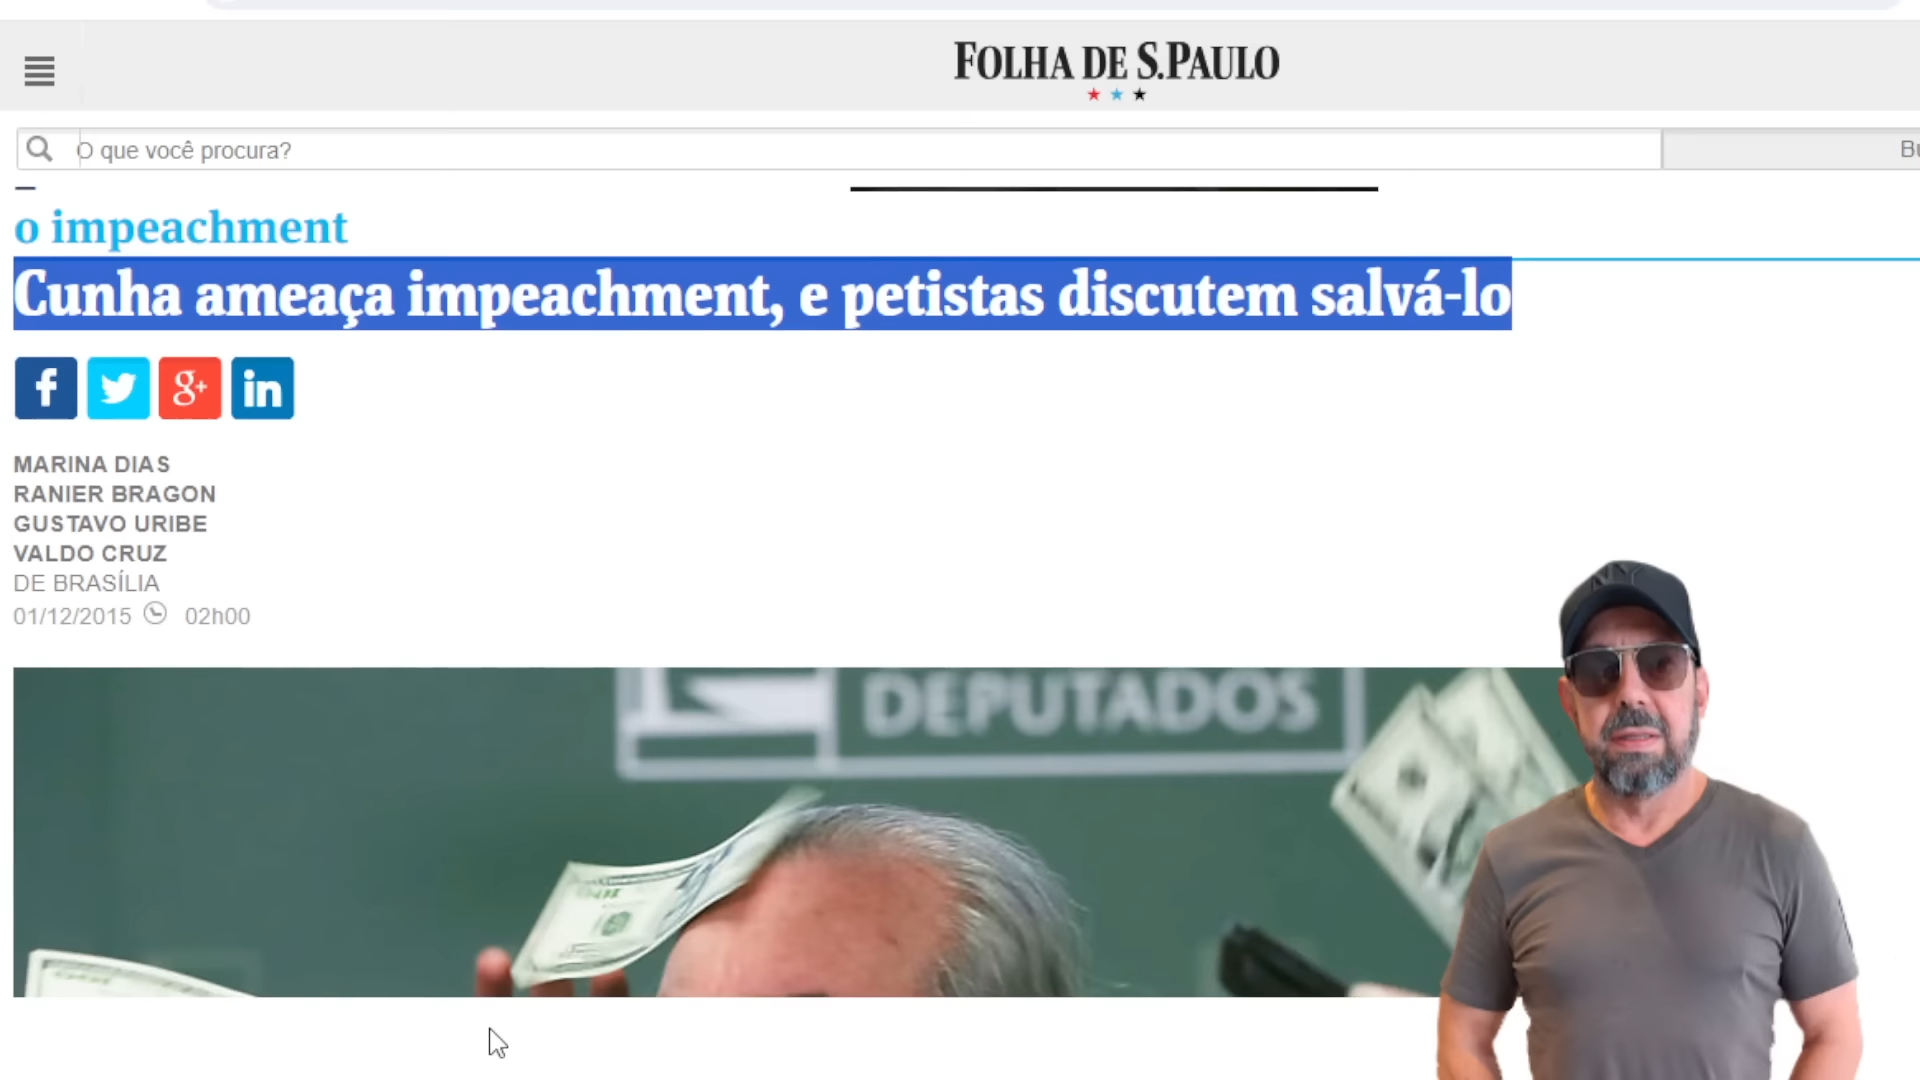 FOLHA DE S.PAULO
O que você procura?
o impeachment
Cunha ameaça impeachment, e petistas discutem salvá-lo
MARINA DIAS
RANIER BRAGON
GUSTAVO URIBE
VALDO CRUZ
DE BRASÍLIA
01/12/2015 02h00
DEPUTADOS